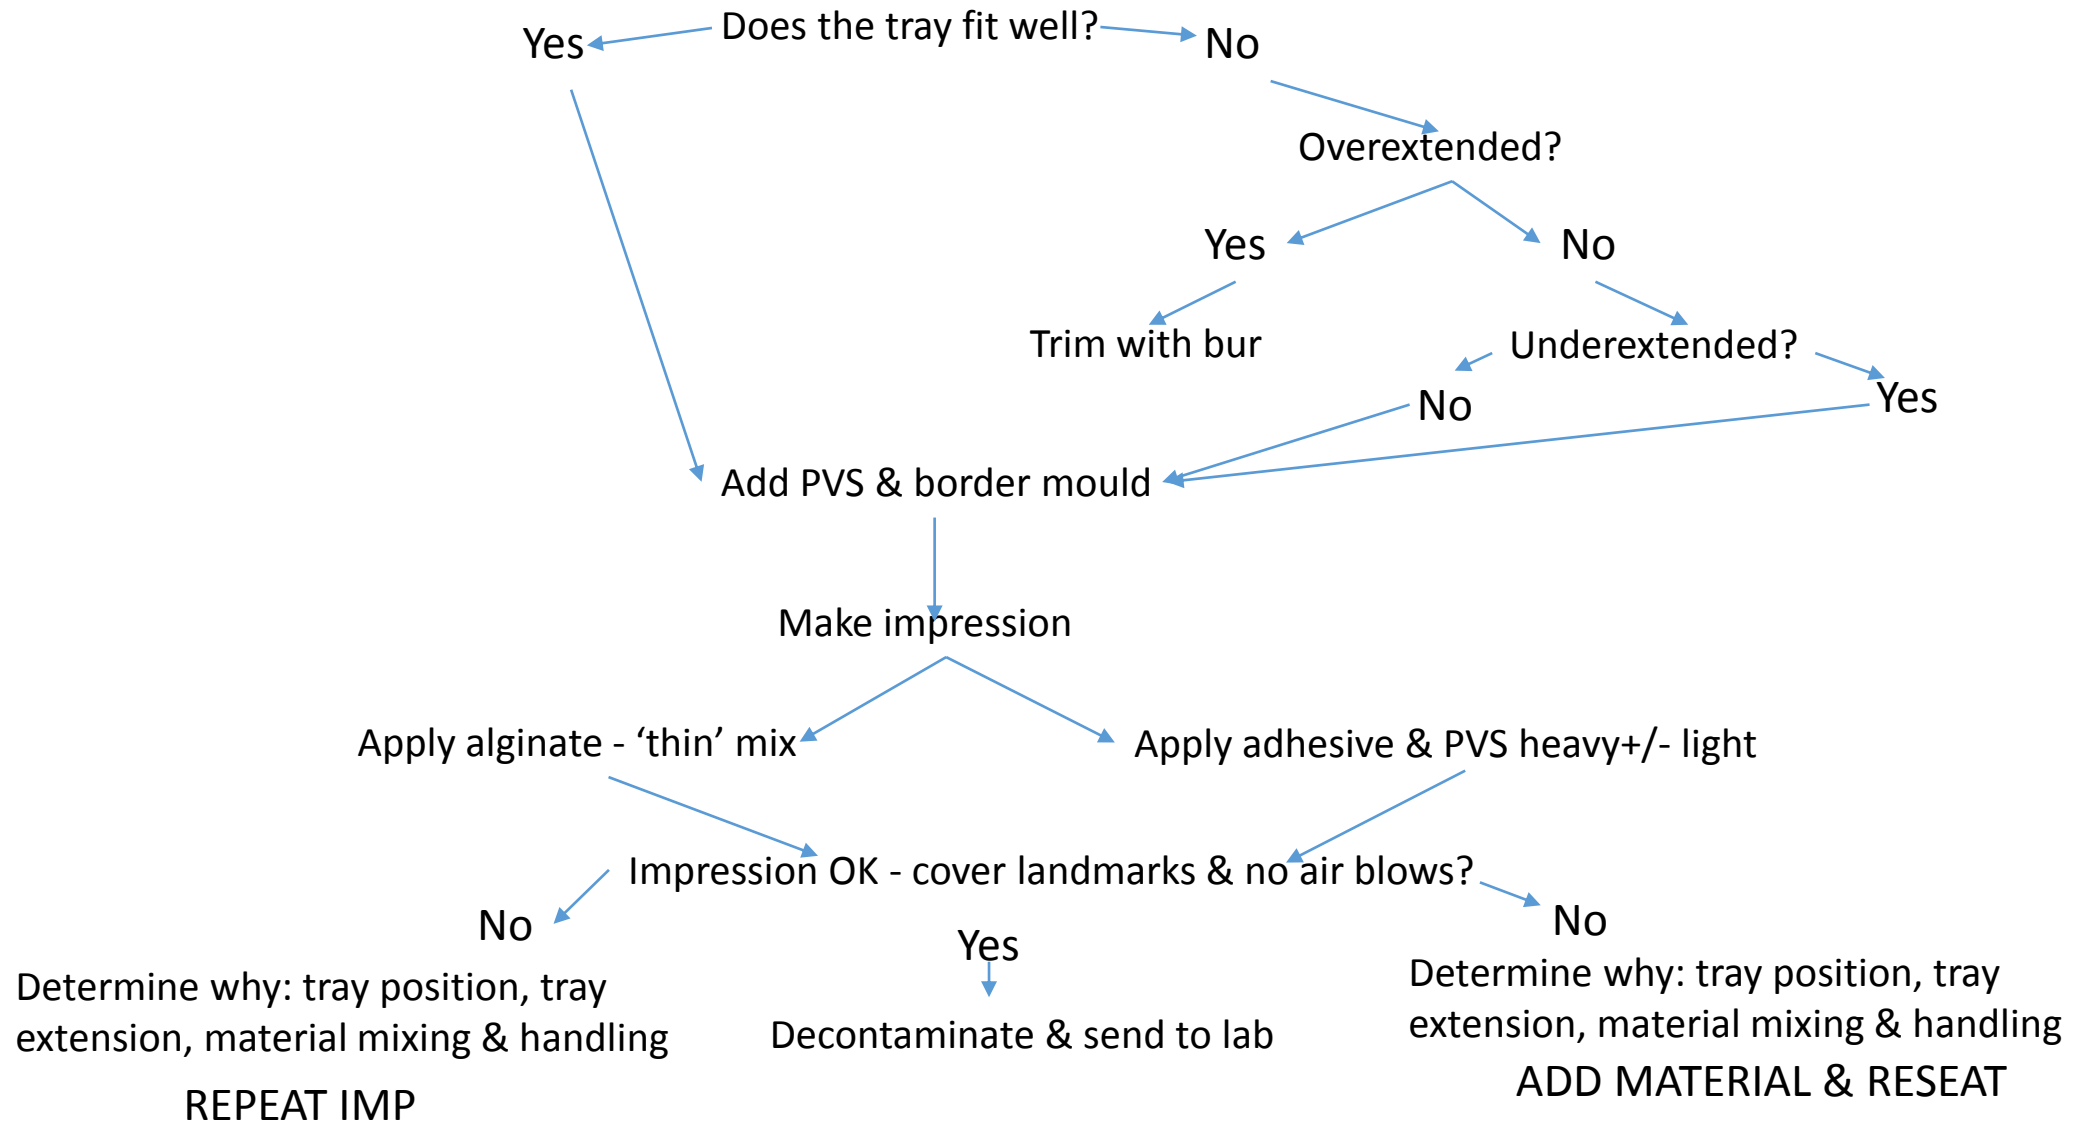 Does the tray fit well?
Yes
No
Overextended?
Yes
No
Trim with bur
Underextended?
No
Yes
Add PVS & border mould
Make impression
Apply alginate - ‘thin’ mix
Apply adhesive & PVS heavy+/- light
Impression OK - cover landmarks & no air blows?
No
Yes
No
Determine why: tray position, tray
extension, material mixing & handling
REPEAT IMP
Decontaminate & send to lab
Determine why: tray position, tray
extension, material mixing & handling
ADD MATERIAL & RESEAT